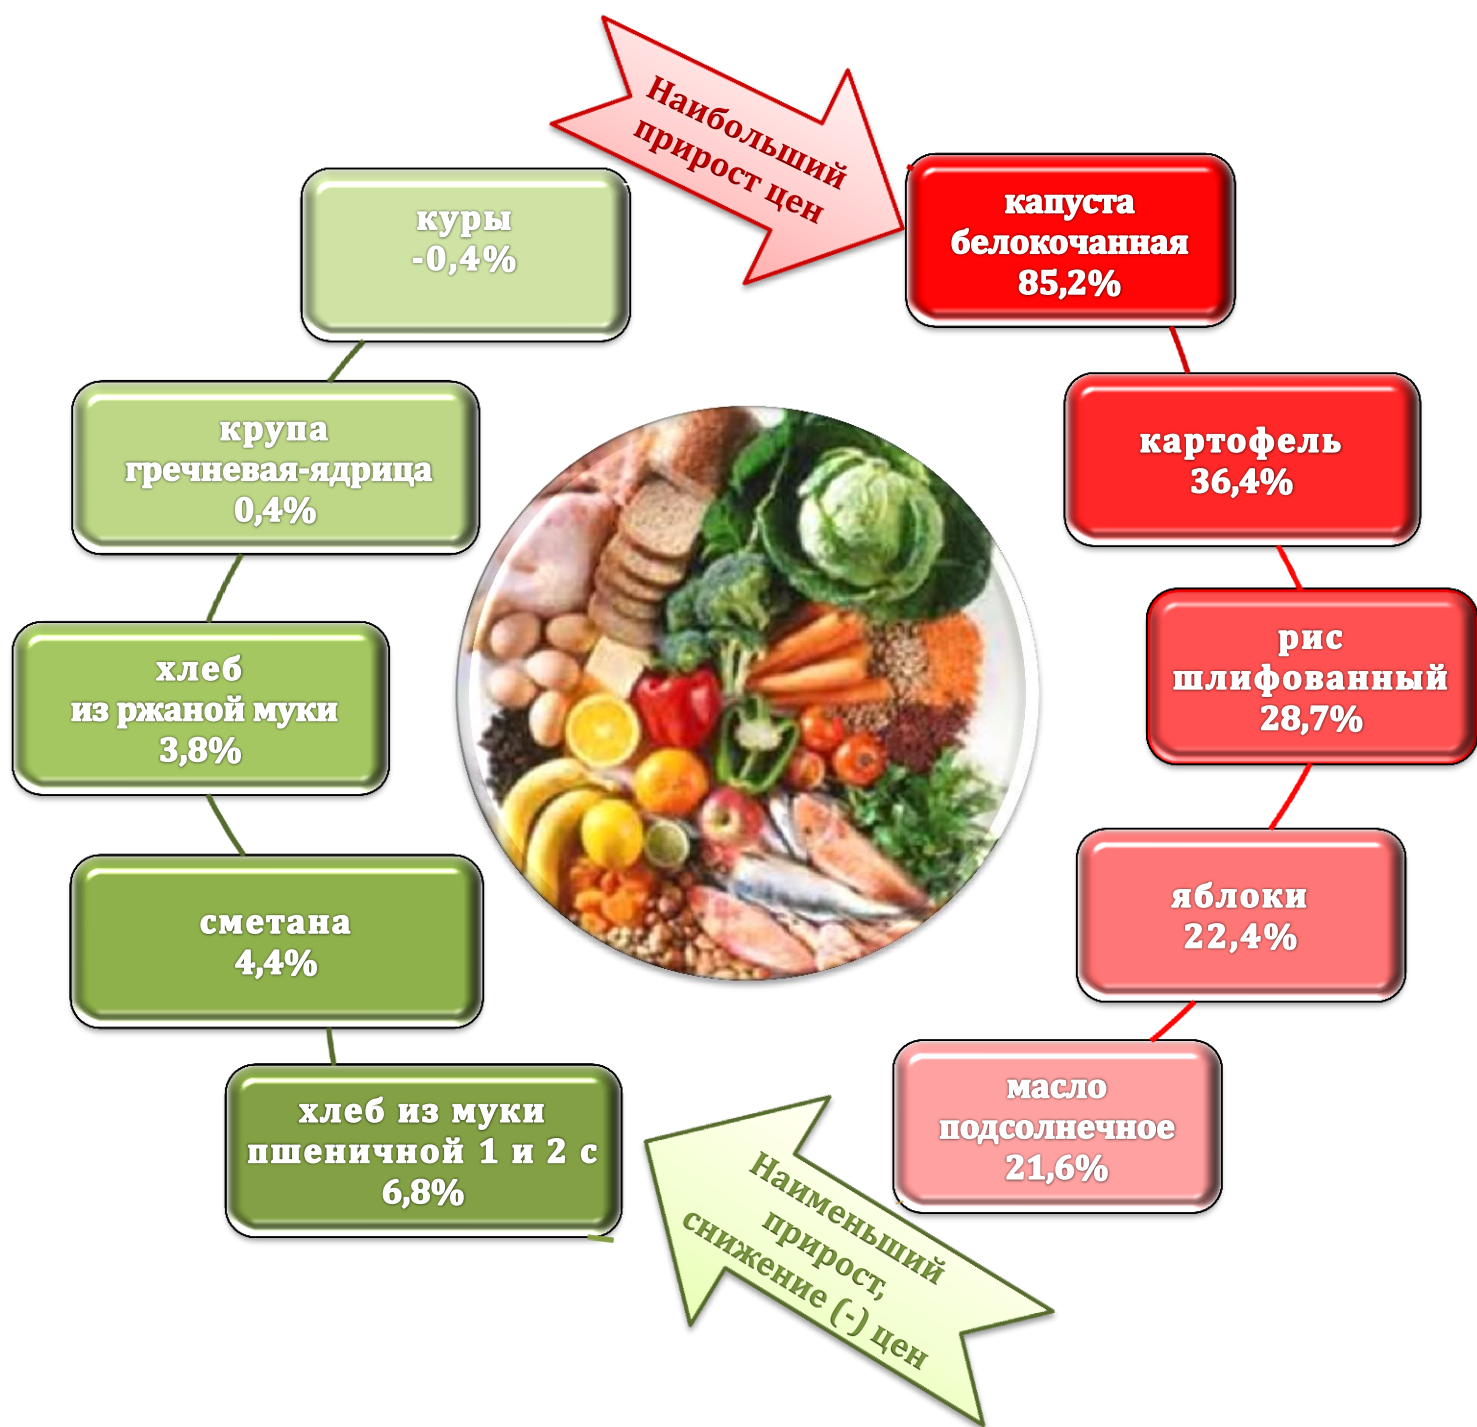 Наибольший
прирост цен
капуста
белокочанная
85,2%
картофель
36,4%
рис
шлифованный
28,7%
яблоки
22,4%
масло
подсолнечное
21,6%
Наименьший
прирост,
снижение (-) цен
хлеб из муки
пшеничной 1 и 2 с
6,8%
сметана
4,4%
хлеб
из ржаной муки
3,8%
крупа
гречневая-ядрица
0,4%
куры
-0,4%